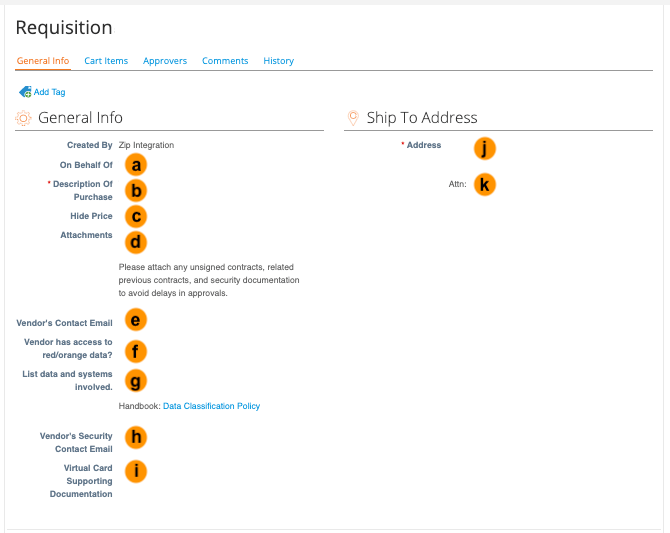 Requisition
General Info Cart Items Approvers Comments History
Add Tag
General Info
Created By Zip Integration
On Behalf Of a
* Description Of
Purchase b
Hide Price c
Attachments d
Please attach any unsigned contracts, related
previous contracts, and security documentation
to avoid delays in approvals.
Vendor's Contact Email e
Vendor has access to
red/orange data? f
List data and systems
involved. g
Handbook: Data Classification Policy
Vendor's Security
Contact Email h
Virtual Card
Supporting
Documentation i
Ship To Address
* Address j
Attn: k